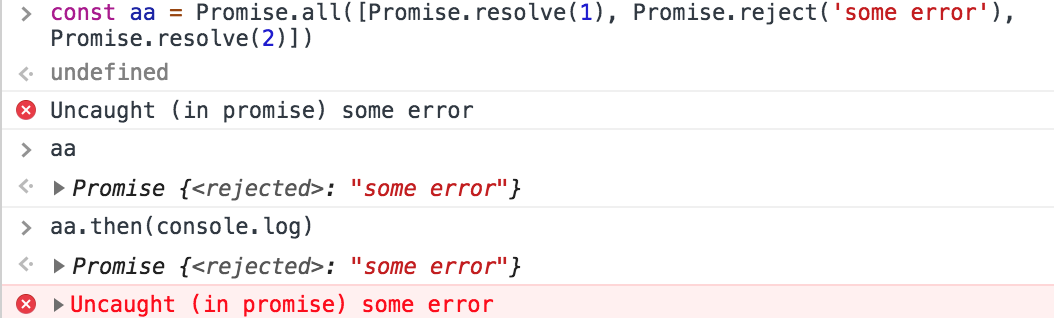 const aa = Promise.all([Promise.resolve(1), Promise.reject('some error'),
Promise.resolve(2)])
undefined
Uncaught (in promise) some error
aa
Promise {<rejected>: "some error"}
aa.then(console.log)
Promise {<rejected>: "some error"}
Uncaught (in promise) some error